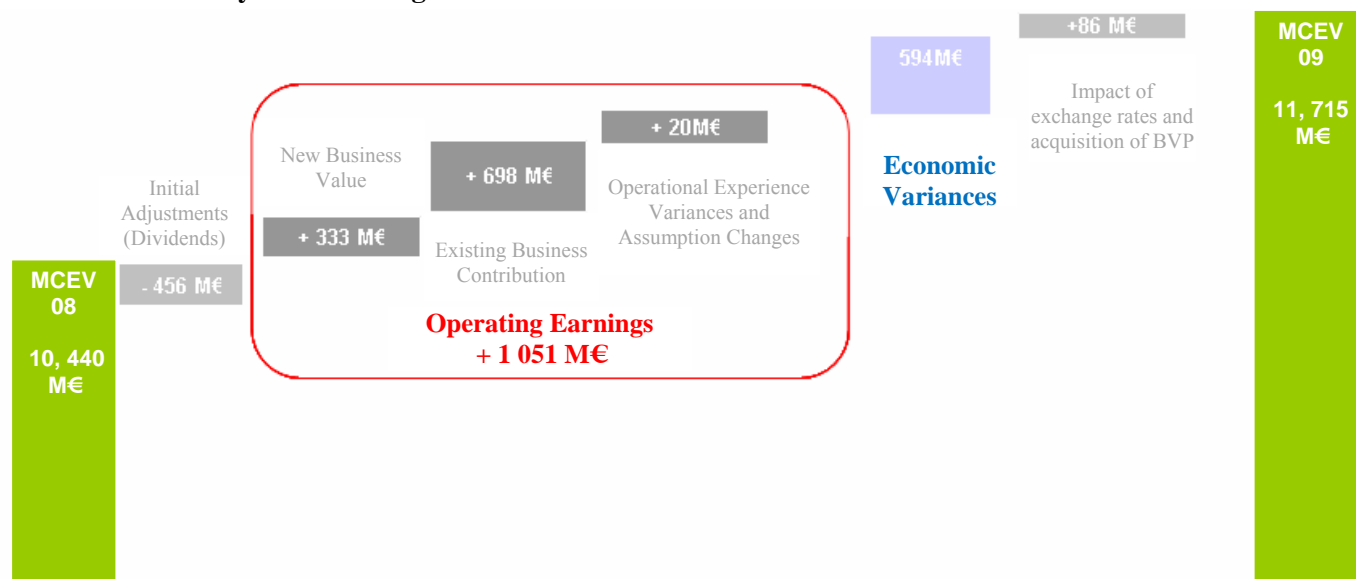 MCEV
08
10, 440
M€
Initial
Adjustments
(Dividends)
- 456 M€
New Business
Value
+ 333 M€
+ 698 M€
Existing Business
Contribution
+ 20M€
Operational Experience
Variances and
Assumption Changes
Operating Earnings
+ 1 051 M€
594M€
Economic
Variances
+86 M€
Impact of
exchange rates and
acquisition of BVP
MCEV
09
11, 715
M€